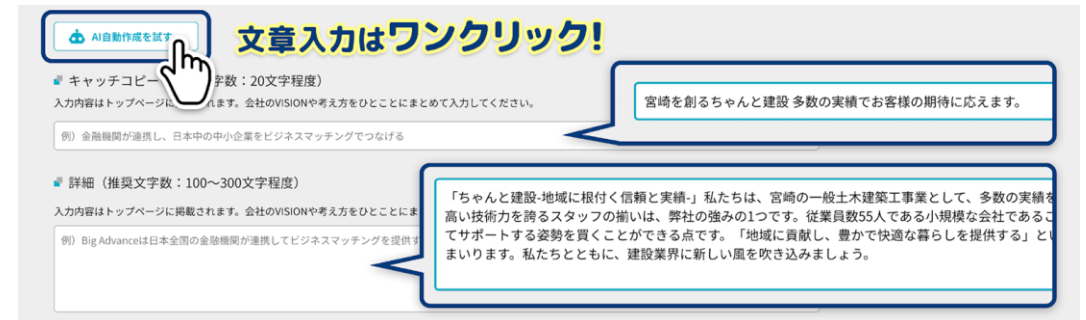 AI自動作成を試す
文章入力はワンクリック!
キャッチコピー 字数：20文字程度）
入力内容はトップページに されます。会社のVISIONや考え方をひとことにまとめて入力してください。
宮崎を創るちゃんと建設 多数の実績でお客様の期待に応えます。
例）金融機関が連携し、日本中の中小企業をビジネスマッチングでつなげる
詳細（推奨文字数：100〜300文字程度）
入力内容はトップページに掲載されます。会社のVISIONや考え方をひとことにま
例）Big Advanceは日本全国の金融機関が連携してビジネスマッチングを提供す
「ちゃんと建設-地域に根付く信頼と実績-」私たちは、宮崎の一般土木建築工事業として、多数の実績を
高い技術力を誇るスタッフの揃いは、弊社の強みの1つです。従業員数55人である小規模な会社であるこ
てサポートする姿勢を買くことができる点です。「地域に貢献し、豊かで快適な暮らしを提供する」とい
まいります。私たちとともに、建設業界に新しい風を吹き込みましょう。